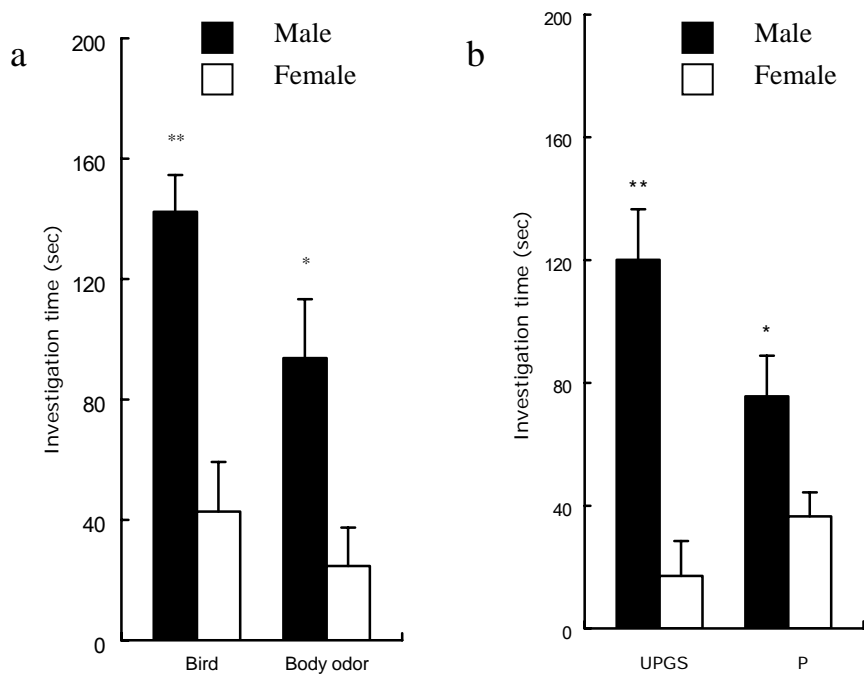 a
Male
Female
Investigation time (sec)
200
160
120
80
40
0
**
*
Bird
Body odor
b
Male
Female
Investigation time (sec)
200
160
120
80
40
0
**
*
UPGS
P